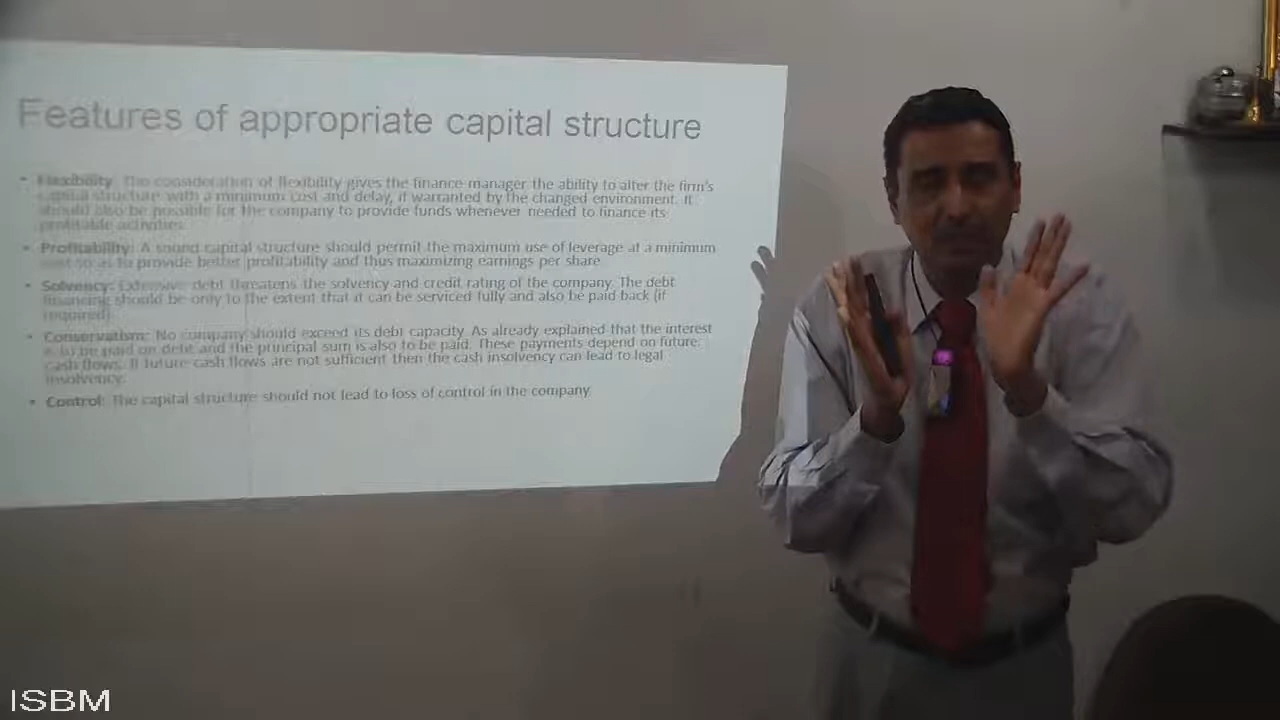 Features of appropriate capital structure
• Flexibility: The consideration of flexibility gives the finance manager the ability to alter the firm's
capital structure with a minimum cost and delay, if warranted by the changed environment. It
should also be possible for the company to provide funds whenever needed to finance its
profitable activities.
• Profitability: A sound capital structure should permit the maximum use of leverage at a minimum
cost so as to provide better profitability and thus maximizing earnings per share.
• Solvency: Extensive debt threatens the solvency and credit rating of the company. The debt
financing should be only to the extent that it can be serviced fully and also be paid back (if
required).
• Conservatism: No company should exceed its debt capacity. As already explained that the interest
is to be paid on debt and the principal sum is also to be paid. These payments depend on future
cash flows. If future cash flows are not sufficient then the cash insolvency can lead to legal
insolvency.
• Control: The capital structure should not lead to loss of control in the company.
ISBM